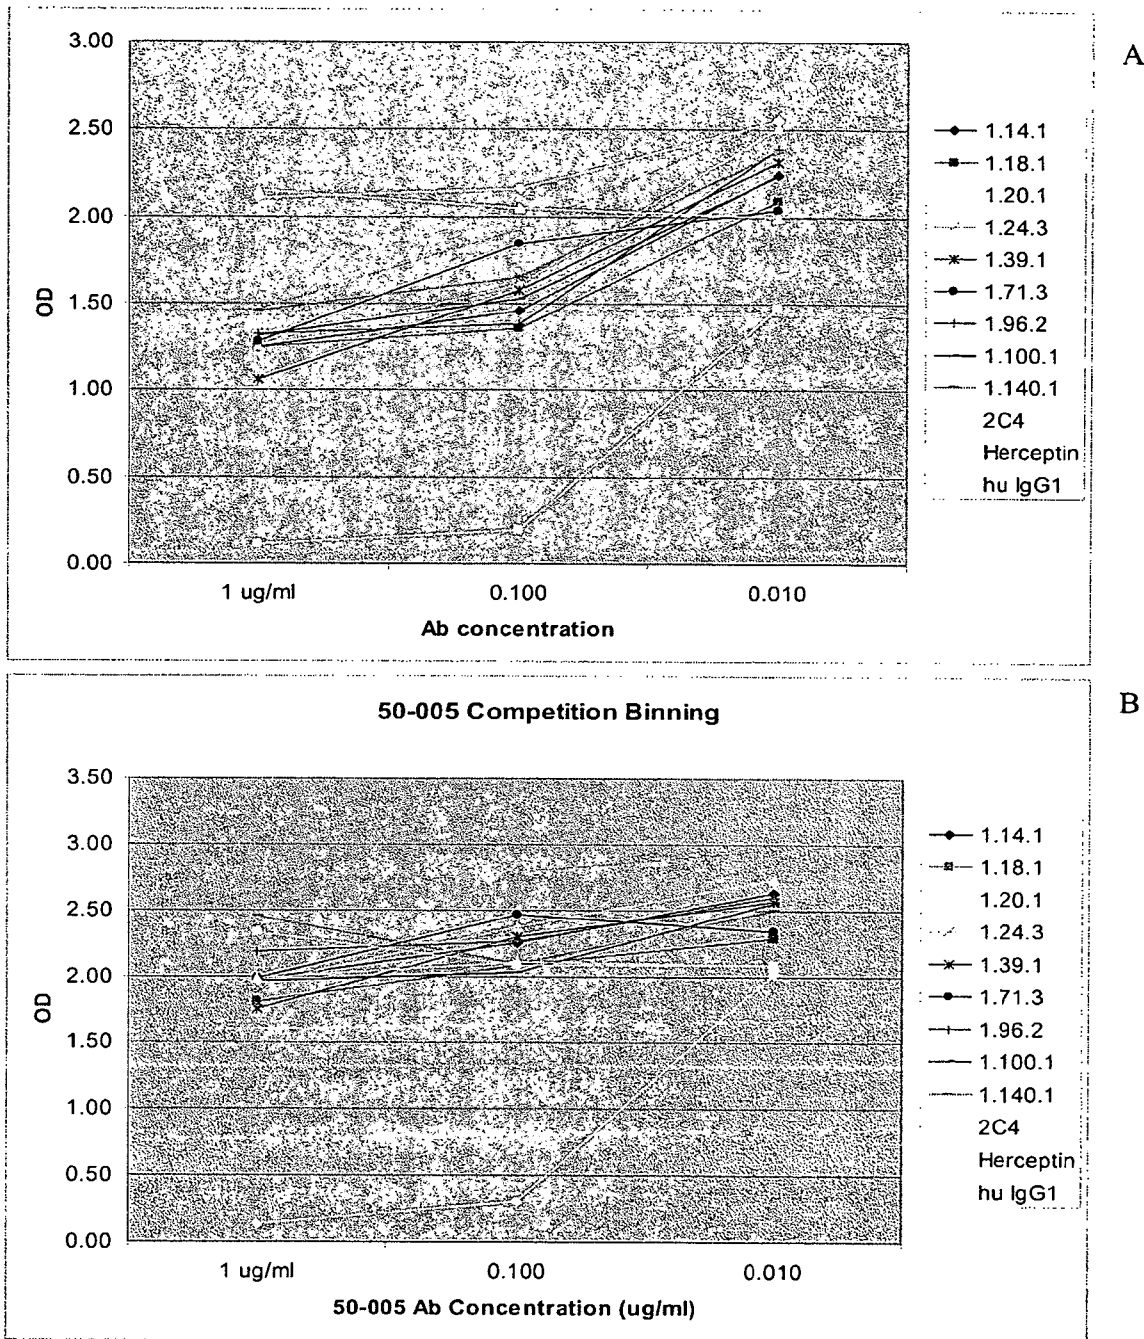 A
3.00
2.50
2.00
1.50
1.00
0.50
0.00
OD
1 ug/ml 0.100 0.010
Ab concentration
1.14.1
1.18.1
1.20.1
1.24.3
1.39.1
1.71.3
1.96.2
1.100.1
1.140.1
2C4
Herceptin
hu IgG1
B
50-005 Competition Binning
3.50
3.00
2.50
2.00
1.50
1.00
0.50
0.00
OD
1 ug/ml 0.100 0.010
50-005 Ab Concentration (ug/ml)
1.14.1
1.18.1
1.20.1
1.24.3
1.39.1
1.71.3
1.96.2
1.100.1
1.140.1
2C4
Herceptin
hu IgG1